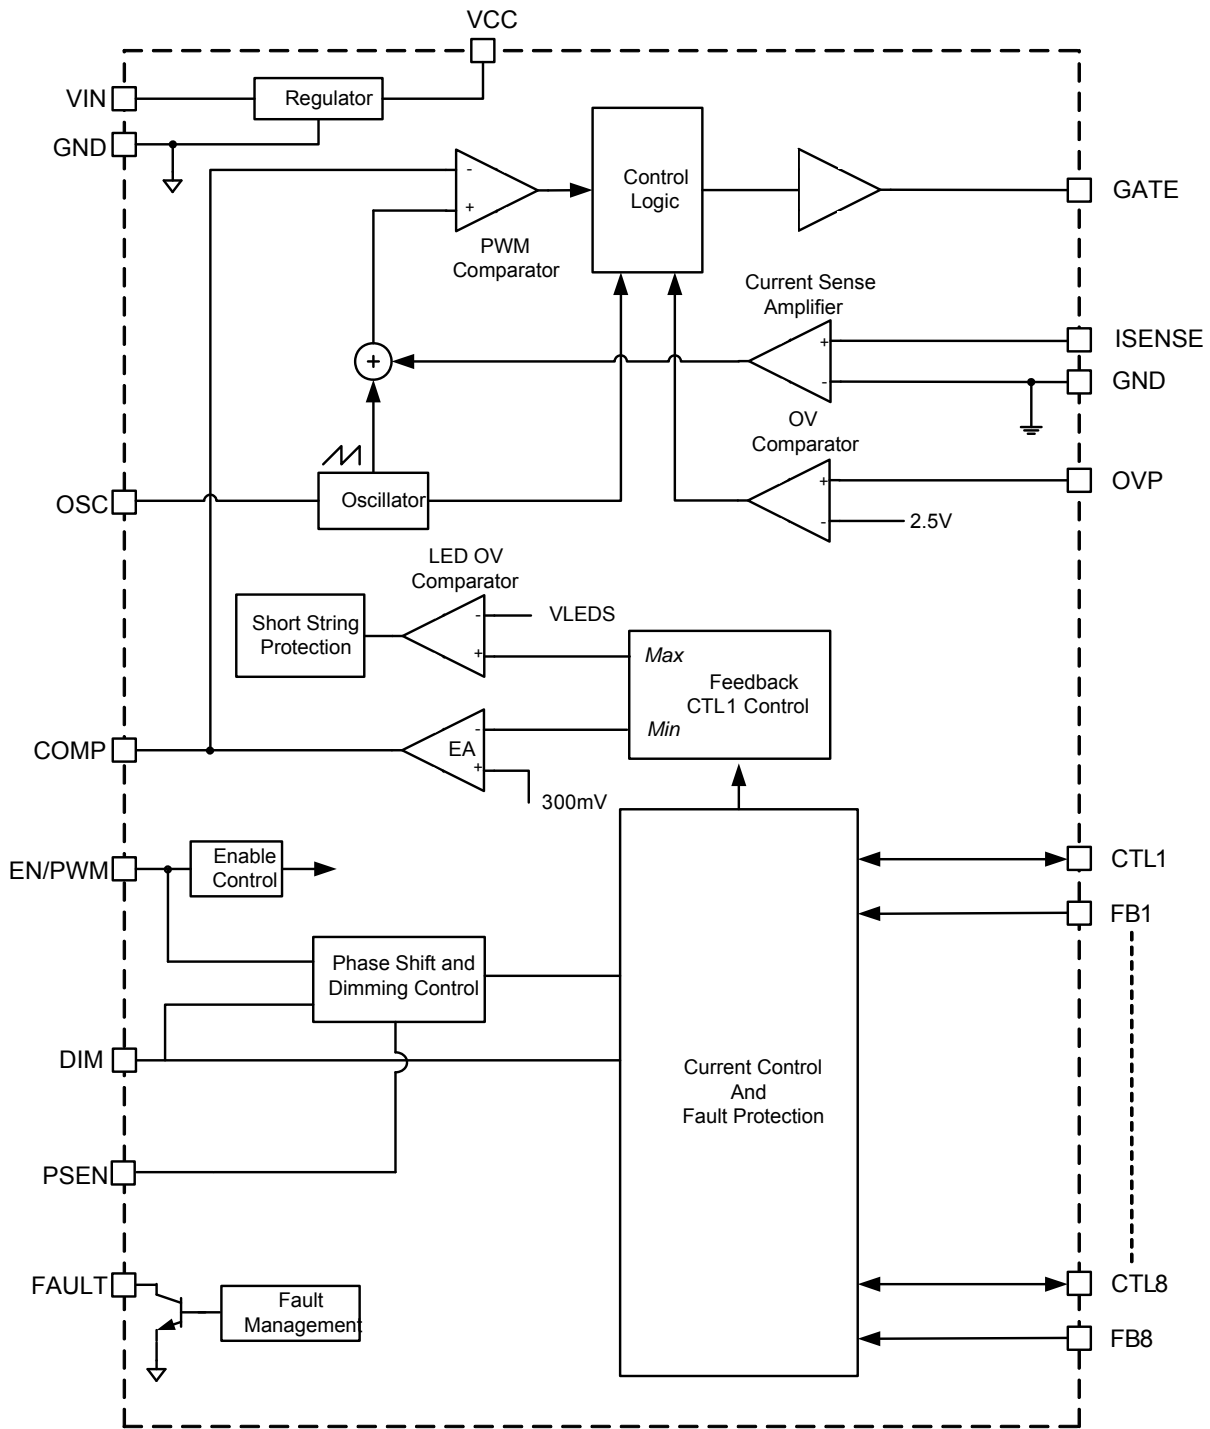 VCC
VIN
Regulator
GND
Control
Logic
-
+
PWM
Comparator
GATE
Current Sense
Amplifier
+
-
ISENSE
GND
+
OV
Comparator
+
-
OVP
2.5V
OSC
Oscillator
LED OV
Comparator
-
+
VLEDS
Short String
Protection
Max
Feedback
CTL1 Control
Min
COMP
EA
-
+
300mV
EN/PWM
Enable
Control
CTL1
FB1
Phase Shift and
Dimming Control
DIM
Current Control
And
Fault Protection
PSEN
FAULT
Fault
Management
CTL8
FB8